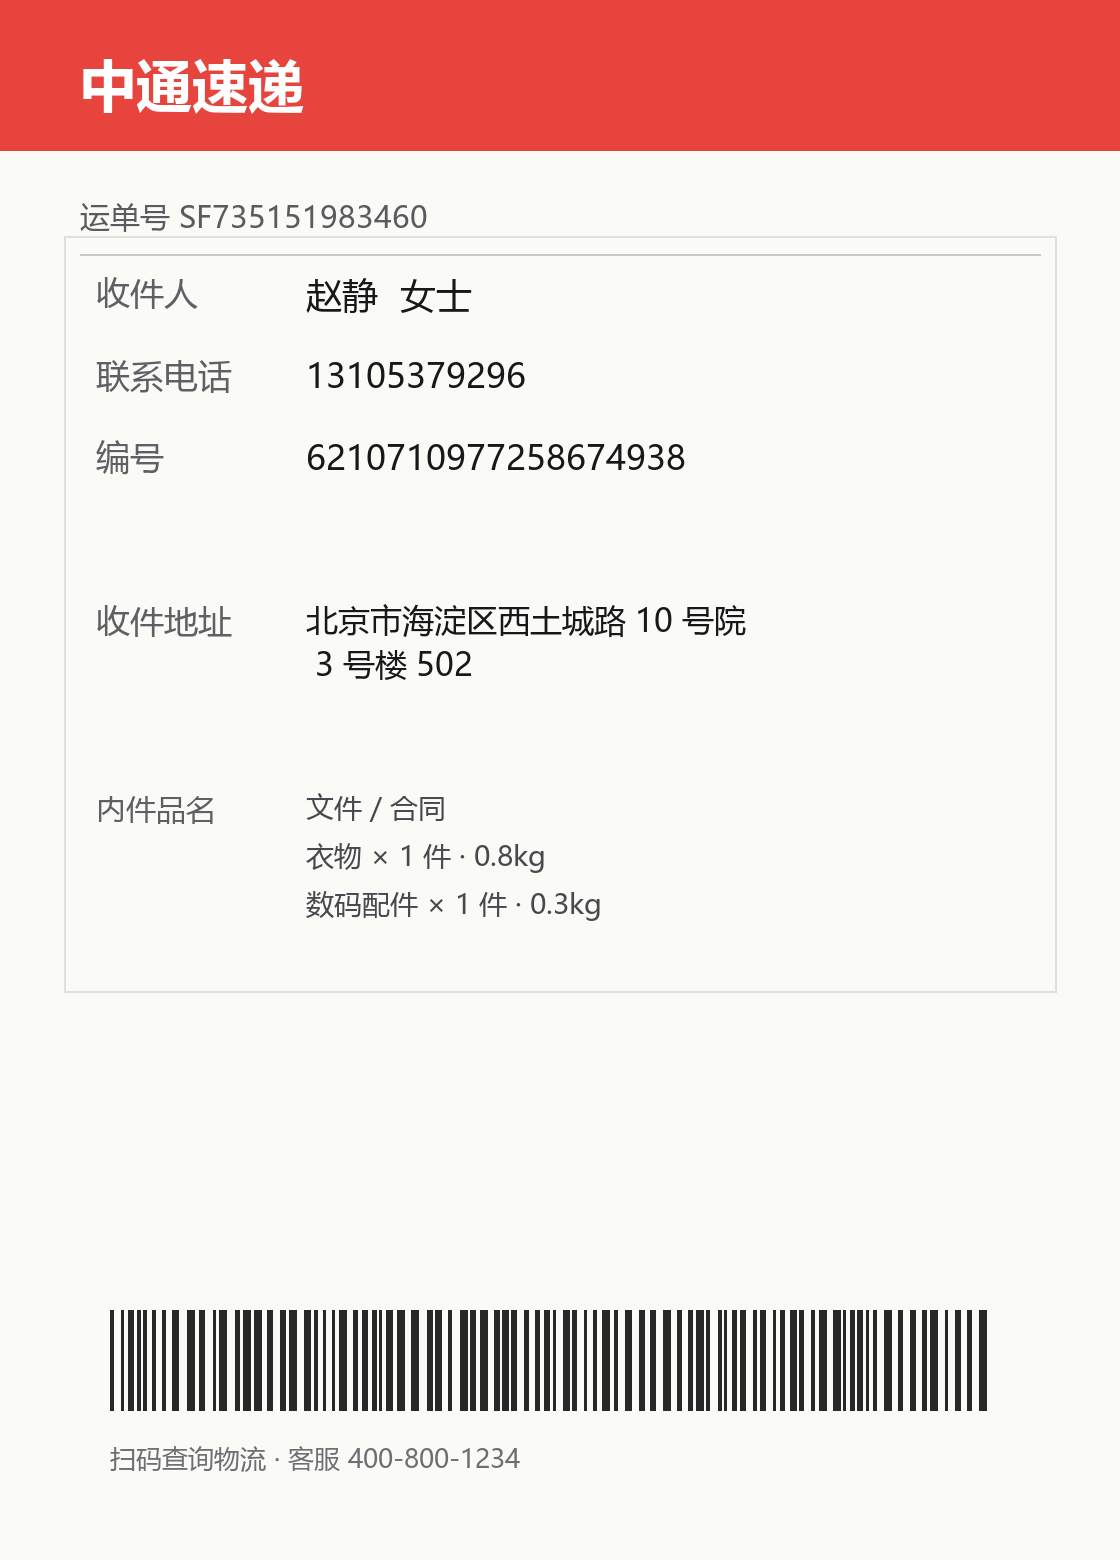 中通速递
运单号 SF735151983460
收件人 赵静 女士
联系电话 13105379296
编号 6210710977258674938
收件地址 北京市海淀区西土城路 10 号院
3 号楼 502
内件品名 文件 / 合同
衣物 × 1 件 · 0.8kg
数码配件 × 1 件 · 0.3kg
扫码查询物流 · 客服 400-800-1234